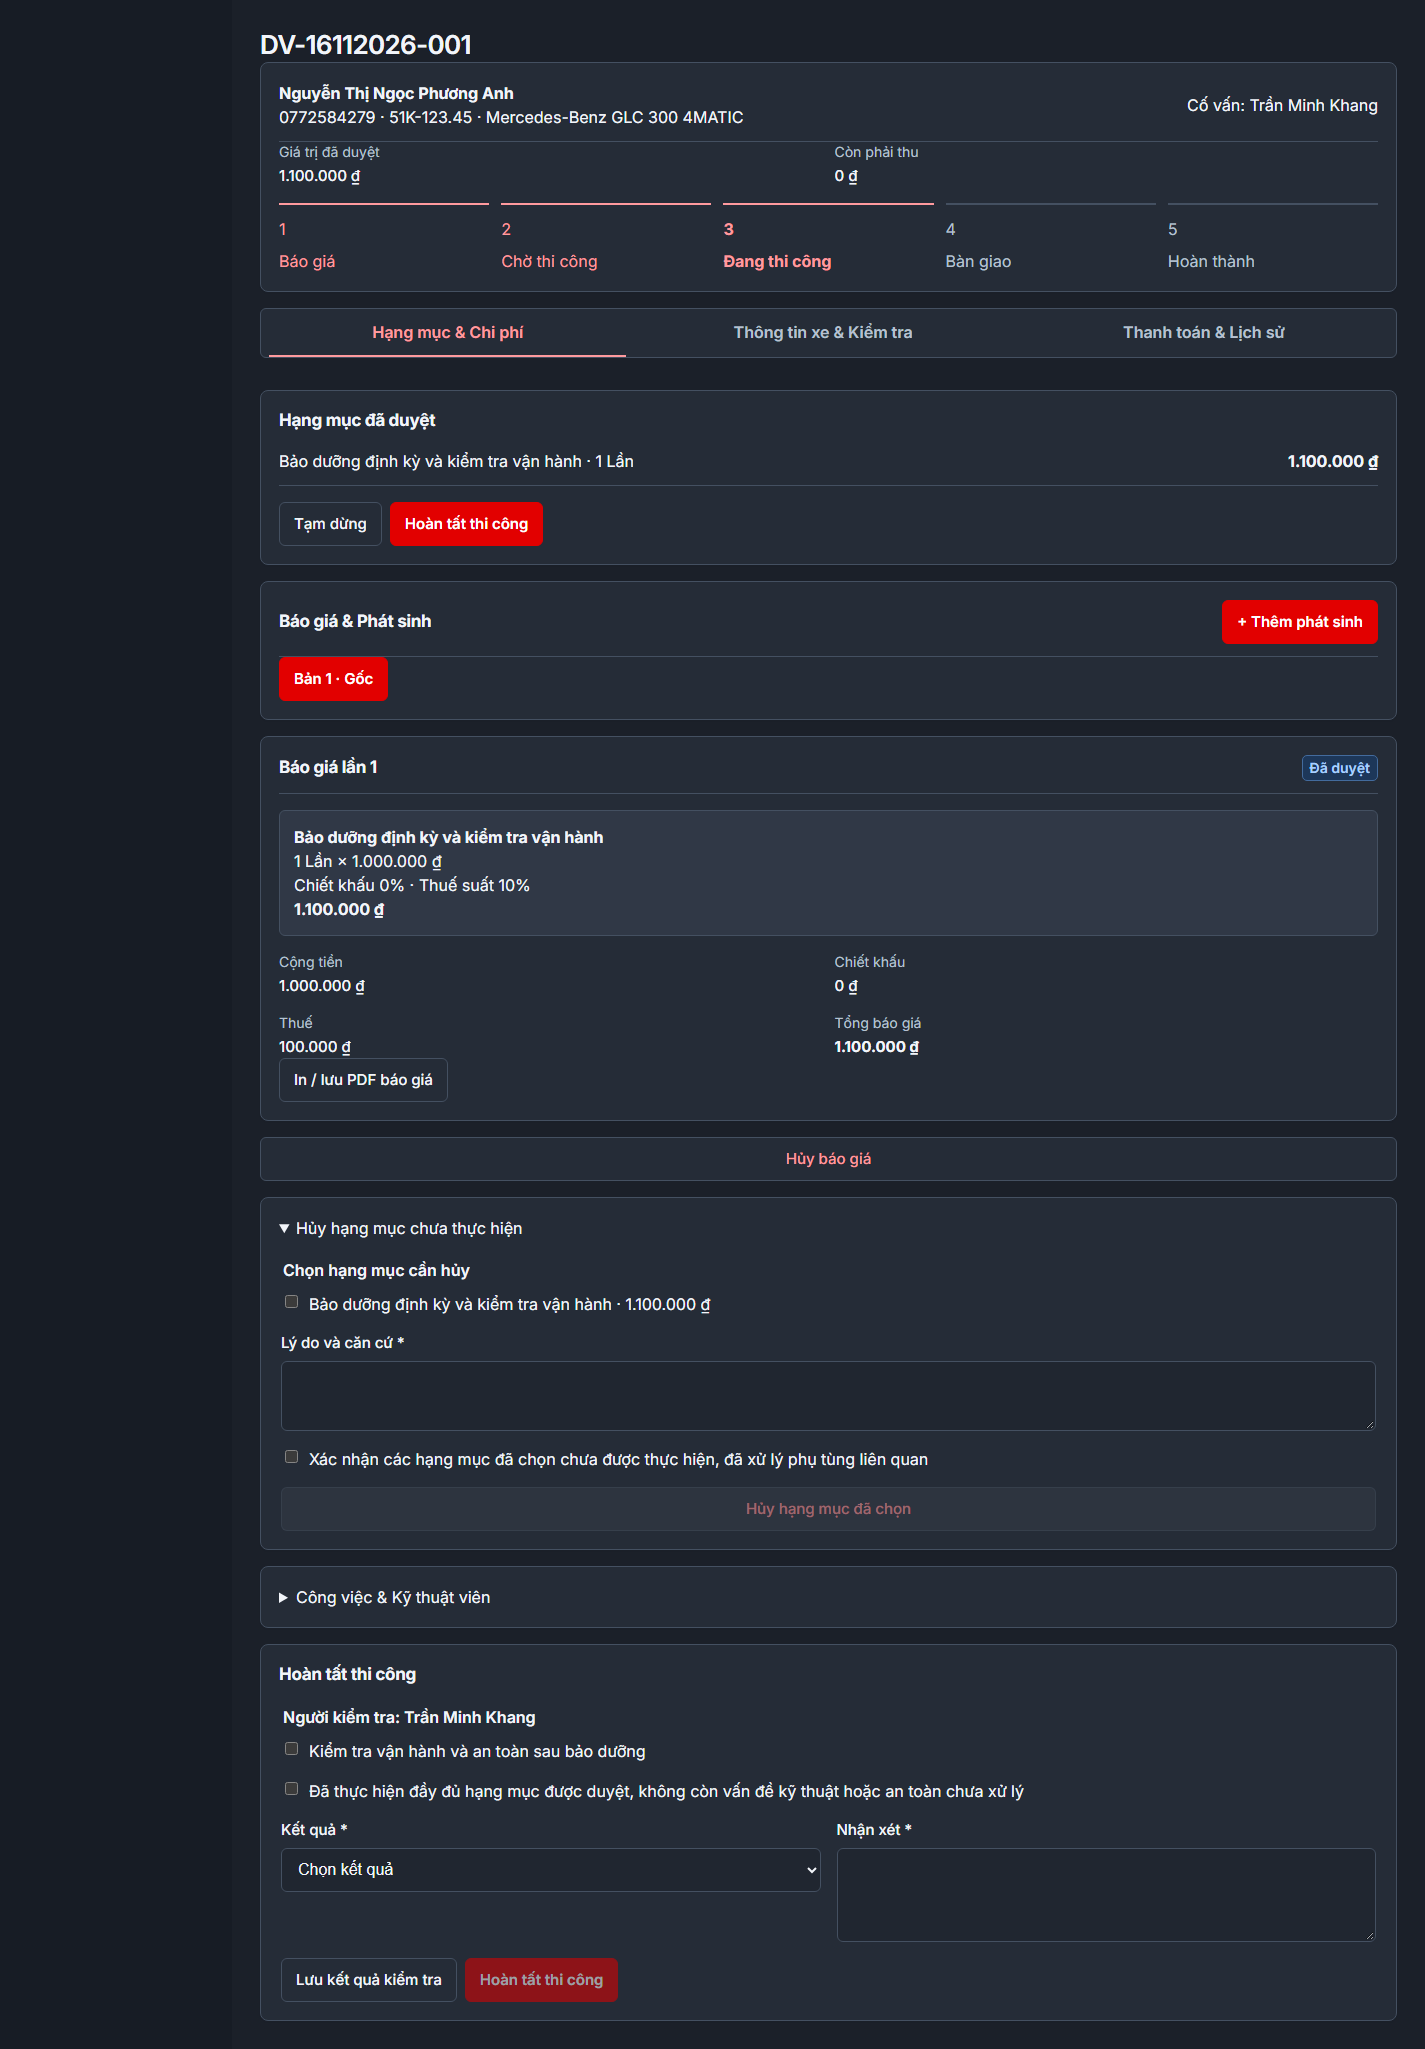 DV-16112026-001
Nguyễn Thị Ngọc Phương Anh
0772584279 · 51K-123.45 · Mercedes-Benz GLC 300 4MATIC
Cố vấn: Trần Minh Khang
Giá trị đã duyệt
1.100.000 ₫
Còn phải thu
0 ₫
1
Báo giá
2
Chờ thi công
3
Đang thi công
4
Bàn giao
5
Hoàn thành
Hạng mục & Chi phí
Thông tin xe & Kiểm tra
Thanh toán & Lịch sử
Hạng mục đã duyệt
Bảo dưỡng định kỳ và kiểm tra vận hành · 1 Lần
1.100.000 ₫
Tạm dừng
Hoàn tất thi công
Báo giá & Phát sinh
+ Thêm phát sinh
Bản 1 · Gốc
Báo giá lần 1
Đã duyệt
Bảo dưỡng định kỳ và kiểm tra vận hành
1 Lần × 1.000.000 ₫
Chiết khấu 0% · Thuế suất 10%
1.100.000 ₫
Cộng tiền
1.000.000 ₫
Chiết khấu
0 ₫
Thuế
100.000 ₫
Tổng báo giá
1.100.000 ₫
In / lưu PDF báo giá
Hủy báo giá
▼ Hủy hạng mục chưa thực hiện
Chọn hạng mục cần hủy
Bảo dưỡng định kỳ và kiểm tra vận hành · 1.100.000 ₫
Lý do và căn cứ *
Xác nhận các hạng mục đã chọn chưa được thực hiện, đã xử lý phụ tùng liên quan
Hủy hạng mục đã chọn
▶ Công việc & Kỹ thuật viên
Hoàn tất thi công
Người kiểm tra: Trần Minh Khang
Kiểm tra vận hành và an toàn sau bảo dưỡng
Đã thực hiện đầy đủ hạng mục được duyệt, không còn vấn đề kỹ thuật hoặc an toàn chưa xử lý
Kết quả *
Chọn kết quả
Nhận xét *
Lưu kết quả kiểm tra
Hoàn tất thi công